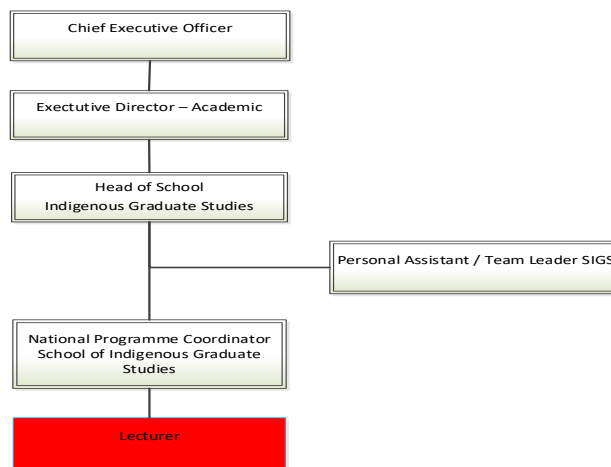 Chief Executive Officer
Exectutive Director – Academic
Head of School
Indigenous Graduate Studies
Personal Assistant / Team Leader SIGS
National Programme Coordinator
School of Indigenous Graduate
Studies
Lecturer